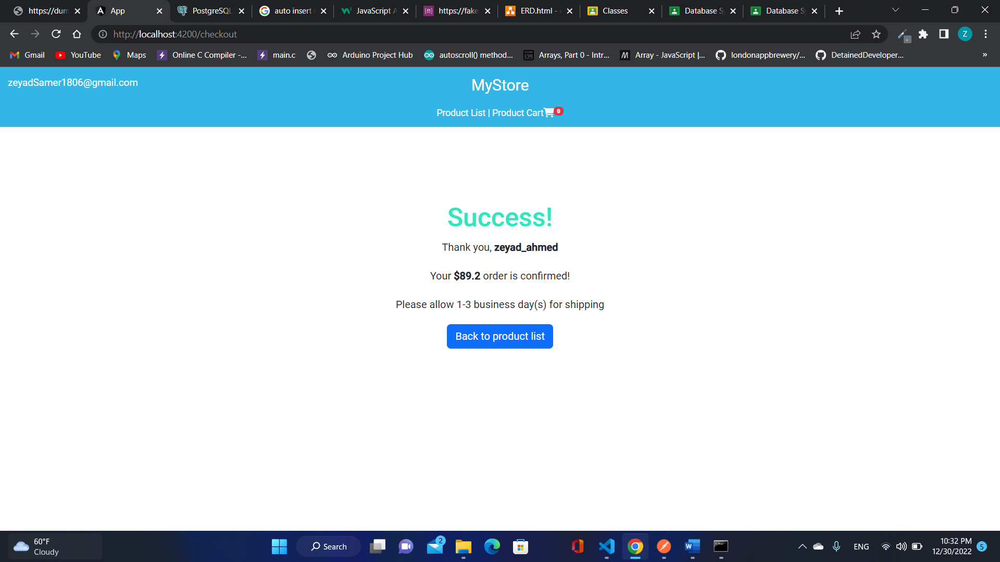 https://dum
App
PostgreSQL
auto insert i
JavaScript A
https://fake
ERD.html -
Classes
Database Sy
Database Sy
http://localhost:4200/checkout
Z
Gmail
YouTube
Maps
Online C Compiler -...
main.c
Arduino Project Hub
autoscroll() method...
Arrays, Part 0 - Intr...
Array - JavaScript |...
londonappbrewery/...
DetainedDeveloper...
»
zeyadSamer1806@gmail.com
MyStore
Product List | Product Cart 0
Success!
Thank you, zeyad_ahmed
Your $89.2 order is confirmed!
Please allow 1-3 business day(s) for shipping
Back to product list
60°F
Cloudy
Search
2
ENG
10:32 PM
12/30/2022
5